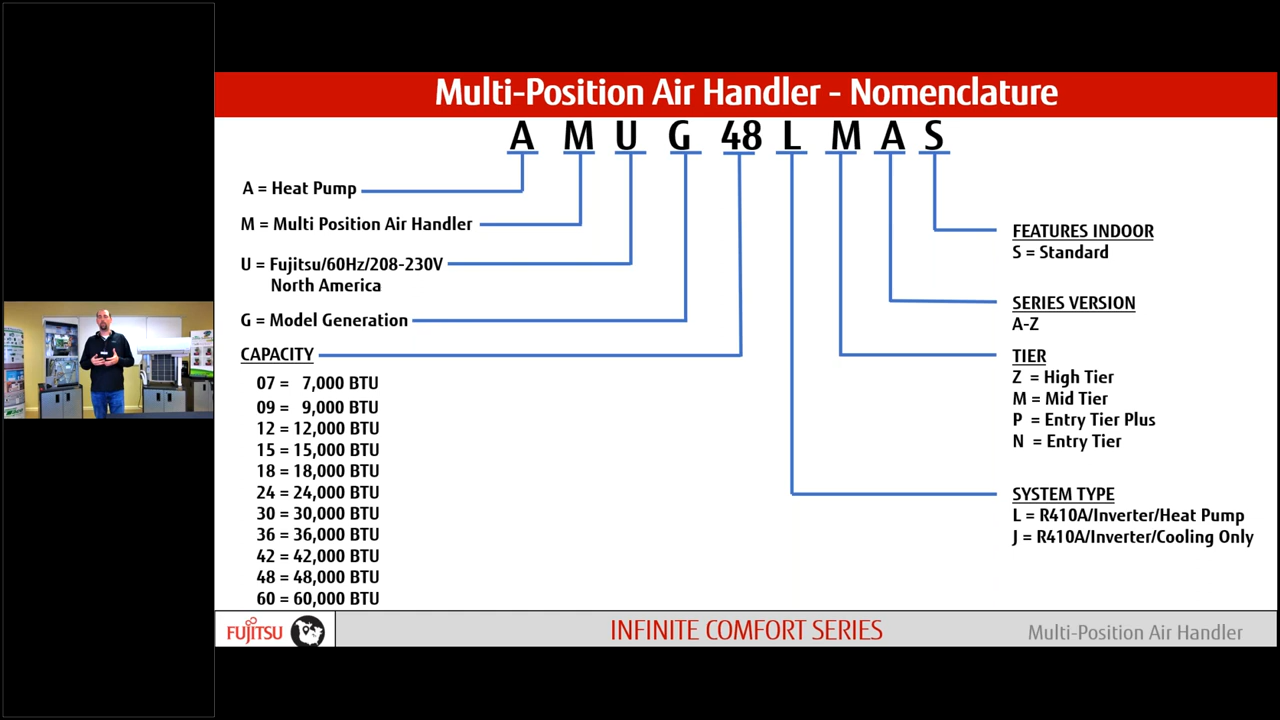 Multi-Position Air Handler - Nomenclature
A M U G 48 L M A S
A = Heat Pump
M = Multi Position Air Handler
U = Fujitsu/60Hz/208-230V
North America
G = Model Generation
CAPACITY
07 = 7,000 BTU
09 = 9,000 BTU
12 = 12,000 BTU
15 = 15,000 BTU
18 = 18,000 BTU
24 = 24,000 BTU
30 = 30,000 BTU
36 = 36,000 BTU
42 = 42,000 BTU
48 = 48,000 BTU
60 = 60,000 BTU
FEATURES INDOOR
S = Standard
SERIES VERSION
A-Z
TIER
Z = High Tier
M = Mid Tier
P = Entry Tier Plus
N = Entry Tier
SYSTEM TYPE
L = R410A/Inverter/Heat Pump
J = R410A/Inverter/Cooling Only
FUJITSU
INFINITE COMFORT SERIES
Multi-Position Air Handler